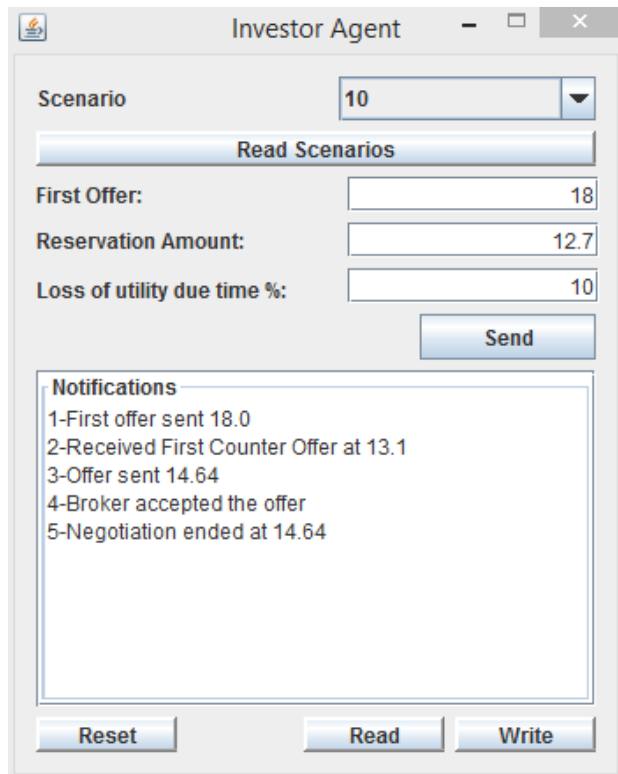 Investor Agent
Scenario 10
Read Scenarios
First Offer: 18
Reservation Amount: 12.7
Loss of utility due time %: 10
Send
Notifications
1-First offer sent 18.0
2-Received First Counter Offer at 13.1
3-Offer sent 14.64
4-Broker accepted the offer
5-Negotiation ended at 14.64
Reset Read Write